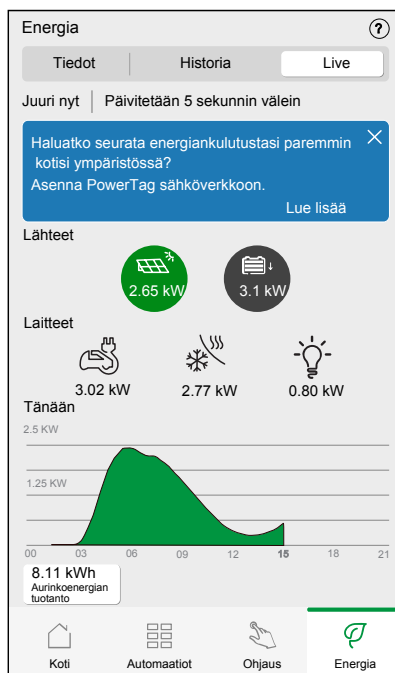 Energia ?
Tiedot Historia Live
Juuri nyt Päivitetään 5 sekunnin välein
Haluatko seurata energiankulutustasi paremmin
kotisi ympäristössä?
Asenna PowerTag sähköverkkoon.
Lue lisää
Lähteet
2.65 kW 3.1 kW
Laitteet
3.02 kW 2.77 kW 0.80 kW
Tänään
2.5 KW
1.25 KW
00 03 06 09 12 15 18 21
8.11 kWh
Aurinkoenergian
tuotanto
Koti Automaatiot Ohjaus Energia